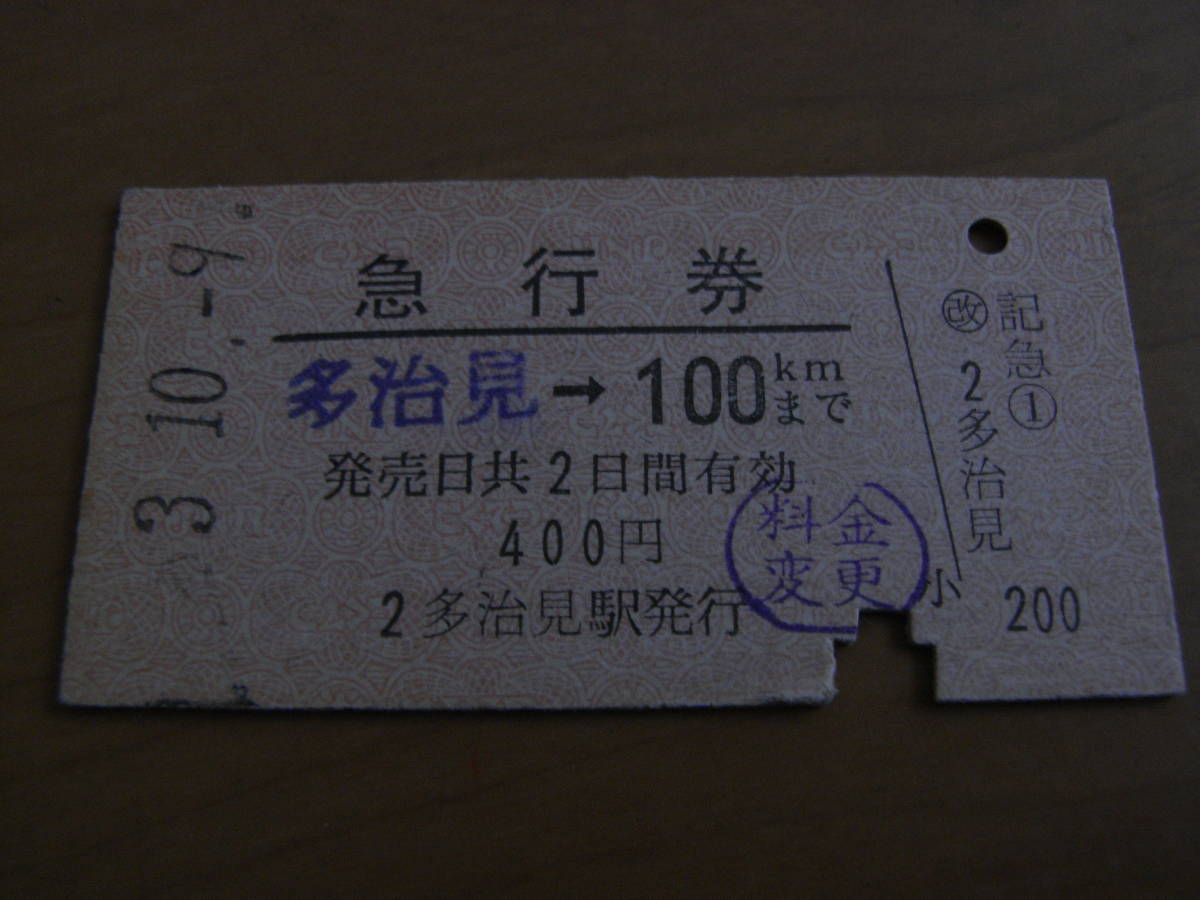 急行券
多治見→100kmまで
発売日共2日間有効
400円
2多治見駅発行
料金
変更
3.10.-9
記急①
㊢2多治見
小 200